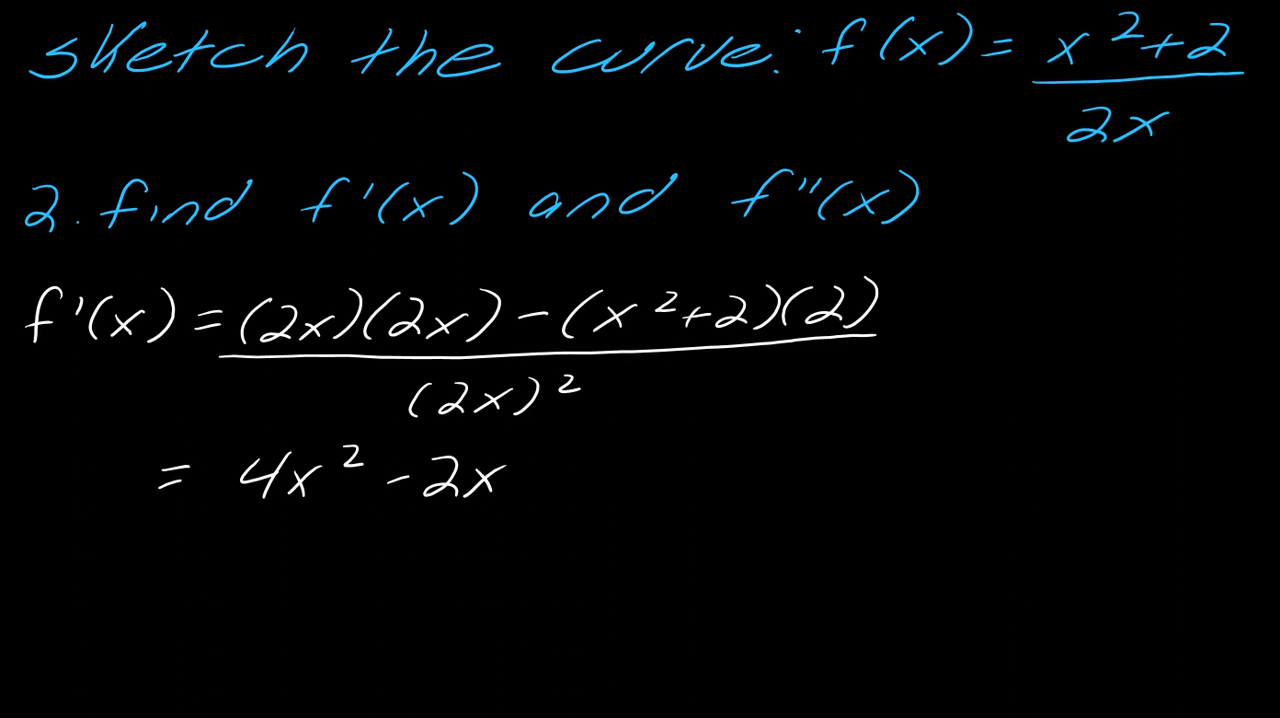 sketch the curve: f(x) = x²+2
2x
2. find f'(x) and f''(x)
f'(x) = (2x)(2x) - (x²+2)(2)
(2x)²
= 4x² - 2x